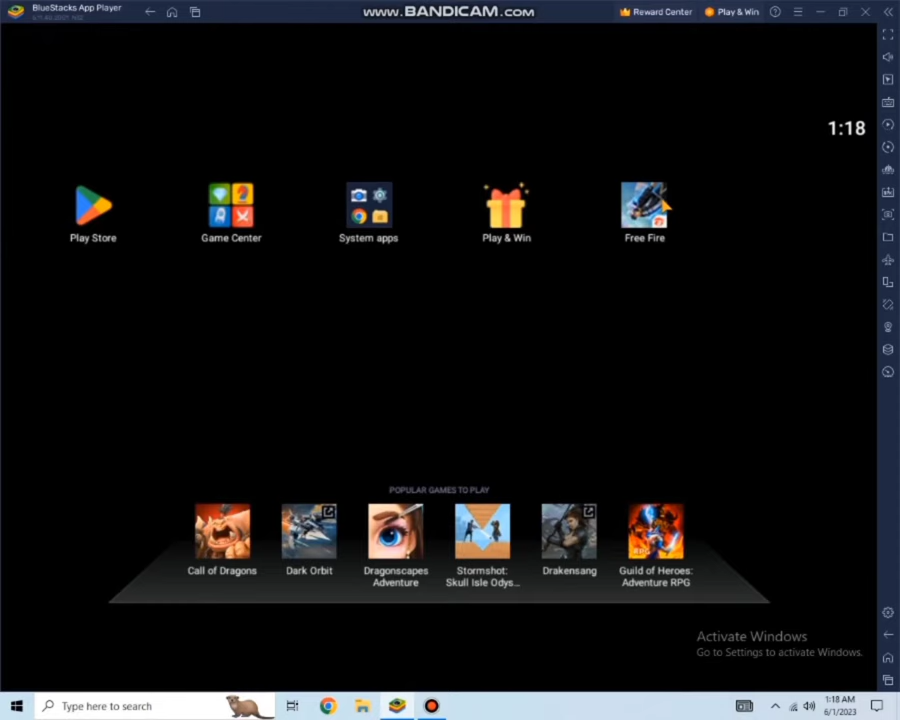 BlueStacks App Player
www.BANDICAM.com
Reward Center
Play & Win
1:18
Play Store
Game Center
System apps
Play & Win
Free Fire
POPULAR GAMES TO PLAY
Call of Dragons
Dark Orbit
Dragonscapes
Adventure
Stormshot:
Skull Isle Odys...
Drakensang
RPG
Guild of Heroes:
Adventure RPG
Activate Windows
Go to Settings to activate Windows.
Type here to search
1:18 AM
6/1/2023